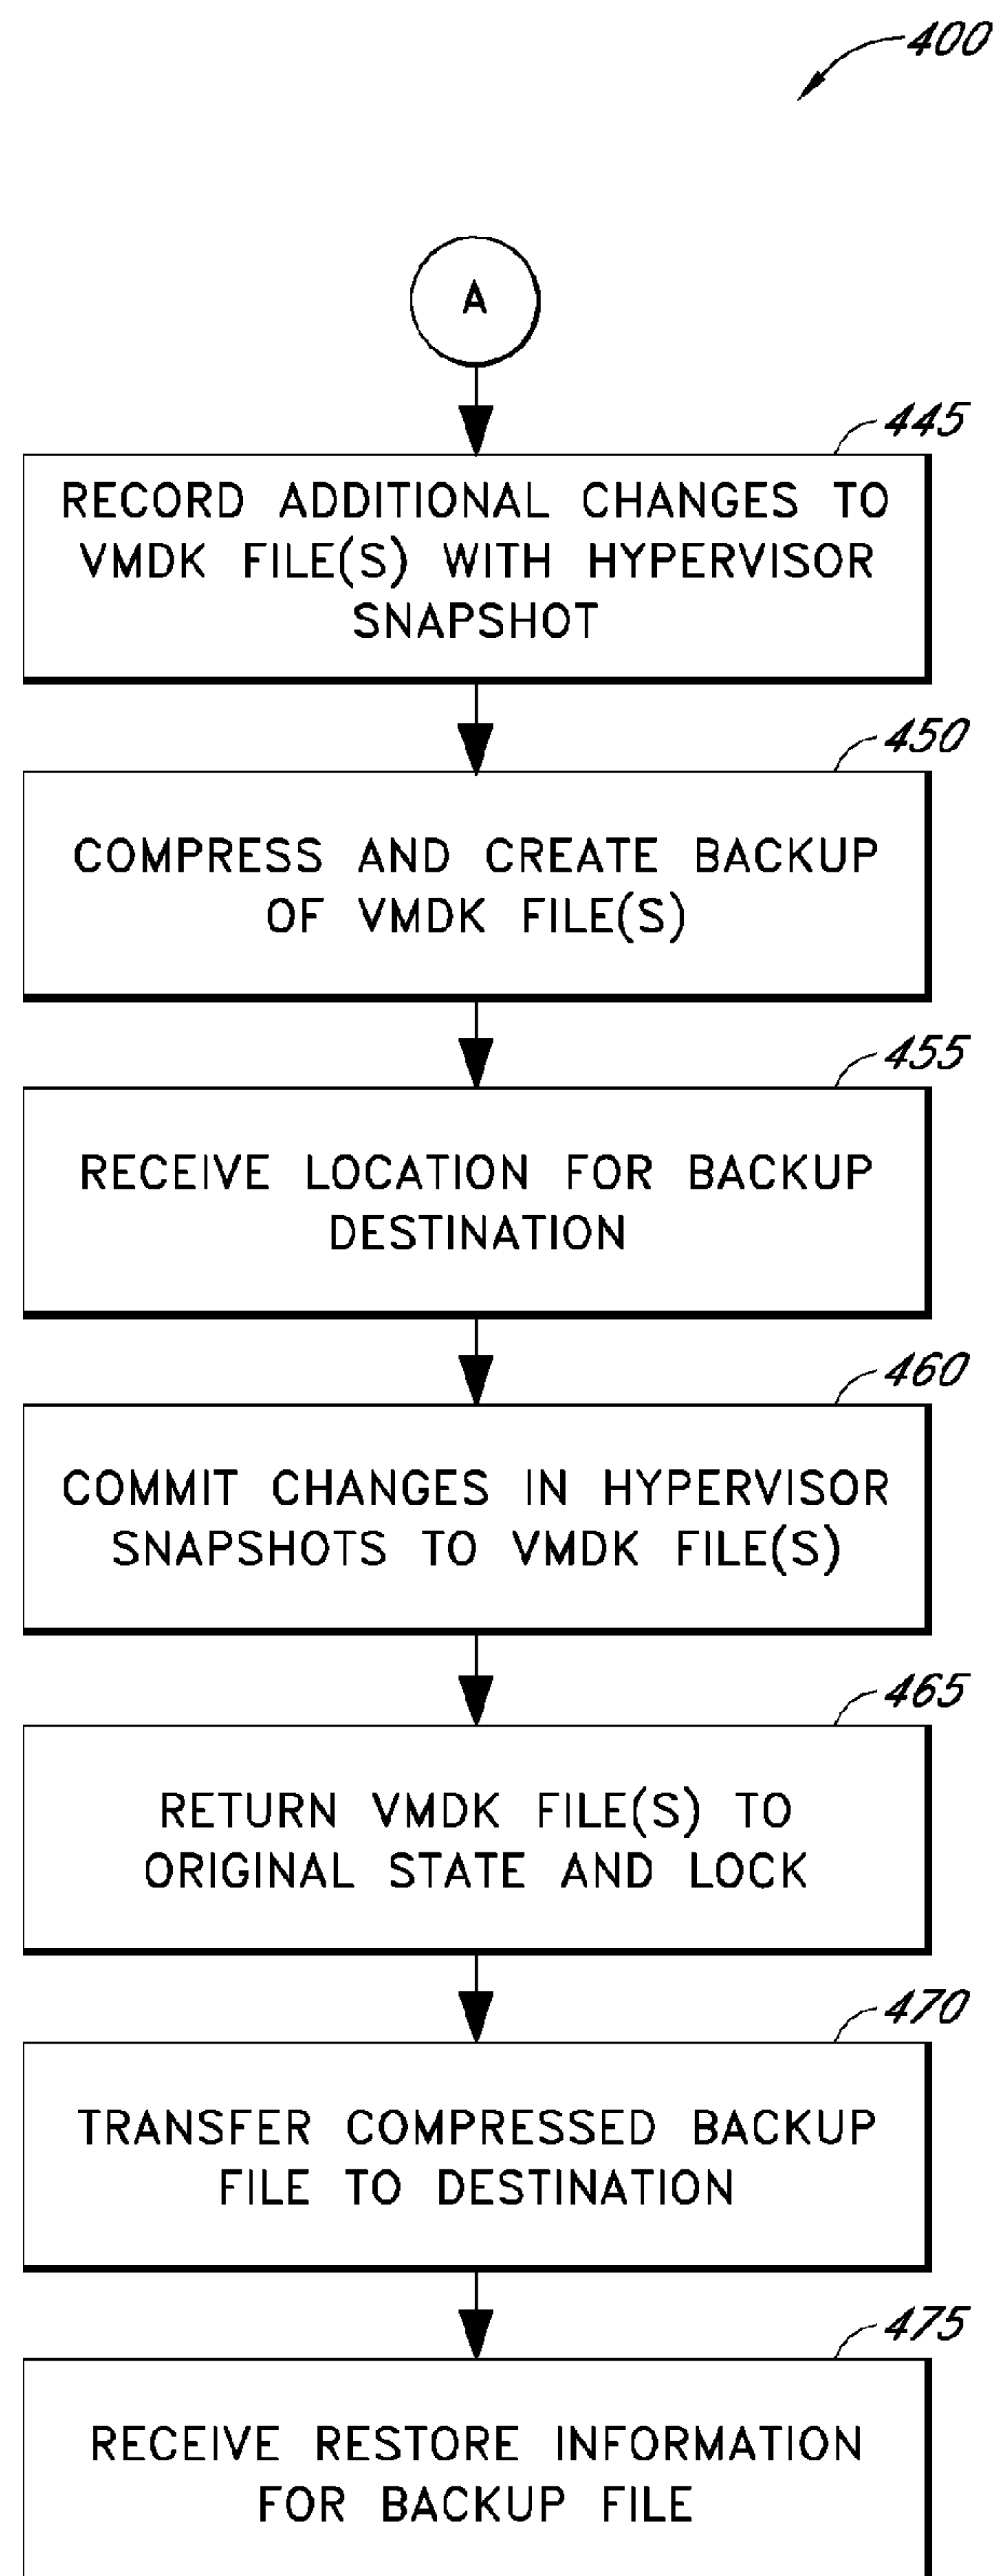 400
A
445
RECORD ADDITIONAL CHANGES TO
VMDK FILE(S) WITH HYPERVISOR
SNAPSHOT
450
COMPRESS AND CREATE BACKUP
OF VMDK FILE(S)
455
RECEIVE LOCATION FOR BACKUP
DESTINATION
460
COMMIT CHANGES IN HYPERVISOR
SNAPSHOTS TO VMDK FILE(S)
465
RETURN VMDK FILE(S) TO
ORIGINAL STATE AND LOCK
470
TRANSFER COMPRESSED BACKUP
FILE TO DESTINATION
475
RECEIVE RESTORE INFORMATION
FOR BACKUP FILE